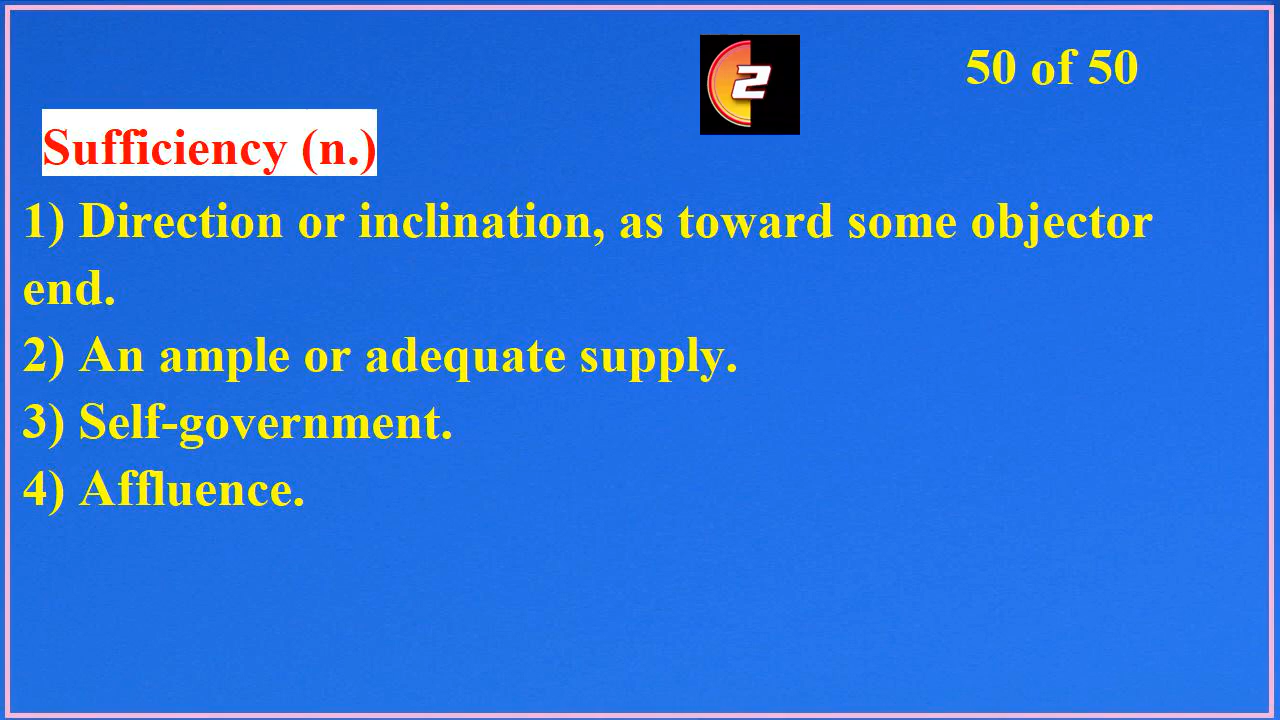 2
50 of 50
Sufficiency (n.)
1) Direction or inclination, as toward some objector
end.
2) An ample or adequate supply.
3) Self-government.
4) Affluence.